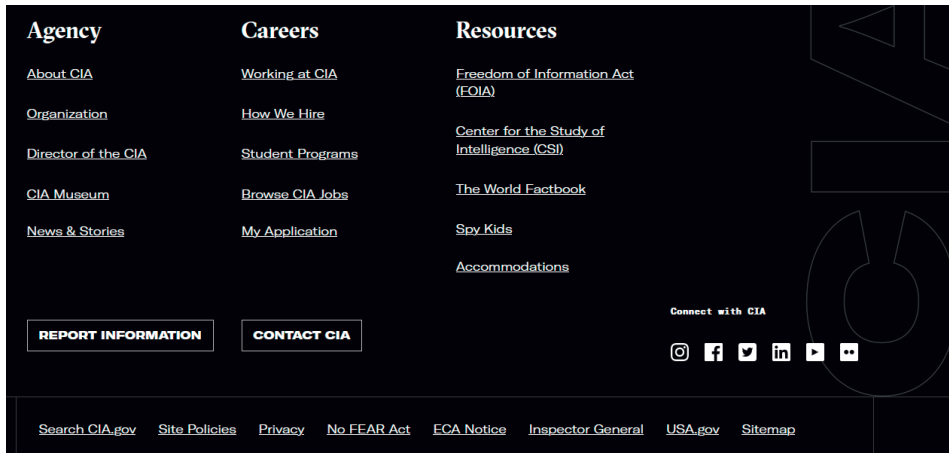 Agency
About CIA
Organization
Director of the CIA
CIA Museum
News & Stories
Careers
Working at CIA
How We Hire
Student Programs
Browse CIA Jobs
My Application
Resources
Freedom of Information Act
(FOIA)
Center for the Study of
Intelligence (CSI)
The World Factbook
Spy Kids
Accommodations
REPORT INFORMATION
CONTACT CIA
Connect with CIA
CIA
Search CIA.gov Site Policies Privacy No FEAR Act ECA Notice Inspector General USA.gov Sitemap